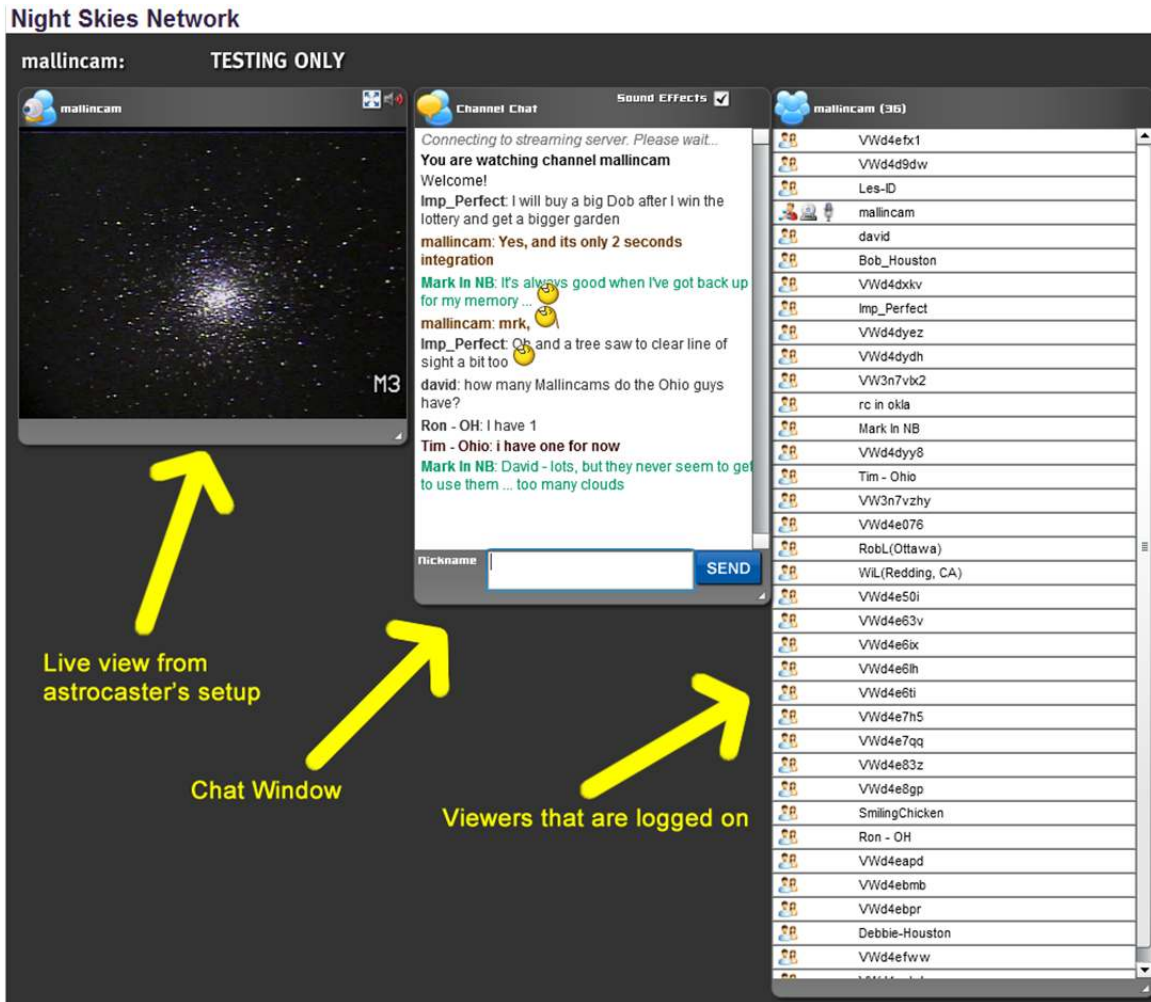 Night Skies Network
mallincam: TESTING ONLY
mallincam
M3
Live view from
astrocaster's setup
Channel Chat Sound Effects
Connecting to streaming server. Please wait...
You are watching channel mallincam
Welcome!
Imp_Perfect: I will buy a big Dob after I win the
lottery and get a bigger garden
mallincam: Yes, and its only 2 seconds
integration
Mark In NB: It's always good when I've got back up
for my memory ...
mallincam: mrk, \
Imp_Perfect: Oh and a tree saw to clear line of
sight a bit too
david: how many Mallincams do the Ohio guys
have?
Ron - OH: I have 1
Tim - Ohio: i have one for now
Mark In NB: David - lots, but they never seem to get
to use them ... too many clouds
Nickname SEND
Chat Window
mallincam (36)
VWd4efx1
VWd4d9dw
Les-ID
mallincam
david
Bob_Houston
VWd4dxkv
Imp_Perfect
VWd4dyez
VWd4dydh
VW3n7vlx2
rc in okla
Mark In NB
VWd4dyy8
Tim - Ohio
VW3n7vzhy
VWd4e076
RobL(Ottawa)
WiL(Redding, CA)
VWd4e50i
VWd4e63v
VWd4e6ix
VWd4e6lh
VWd4e6ti
VWd4e7h5
VWd4e7qq
VWd4e83z
VWd4e8gp
SmilingChicken
Ron - OH
VWd4eapd
VWd4ebmb
VWd4ebpr
Debbie-Houston
VWd4efww
Viewers that are logged on